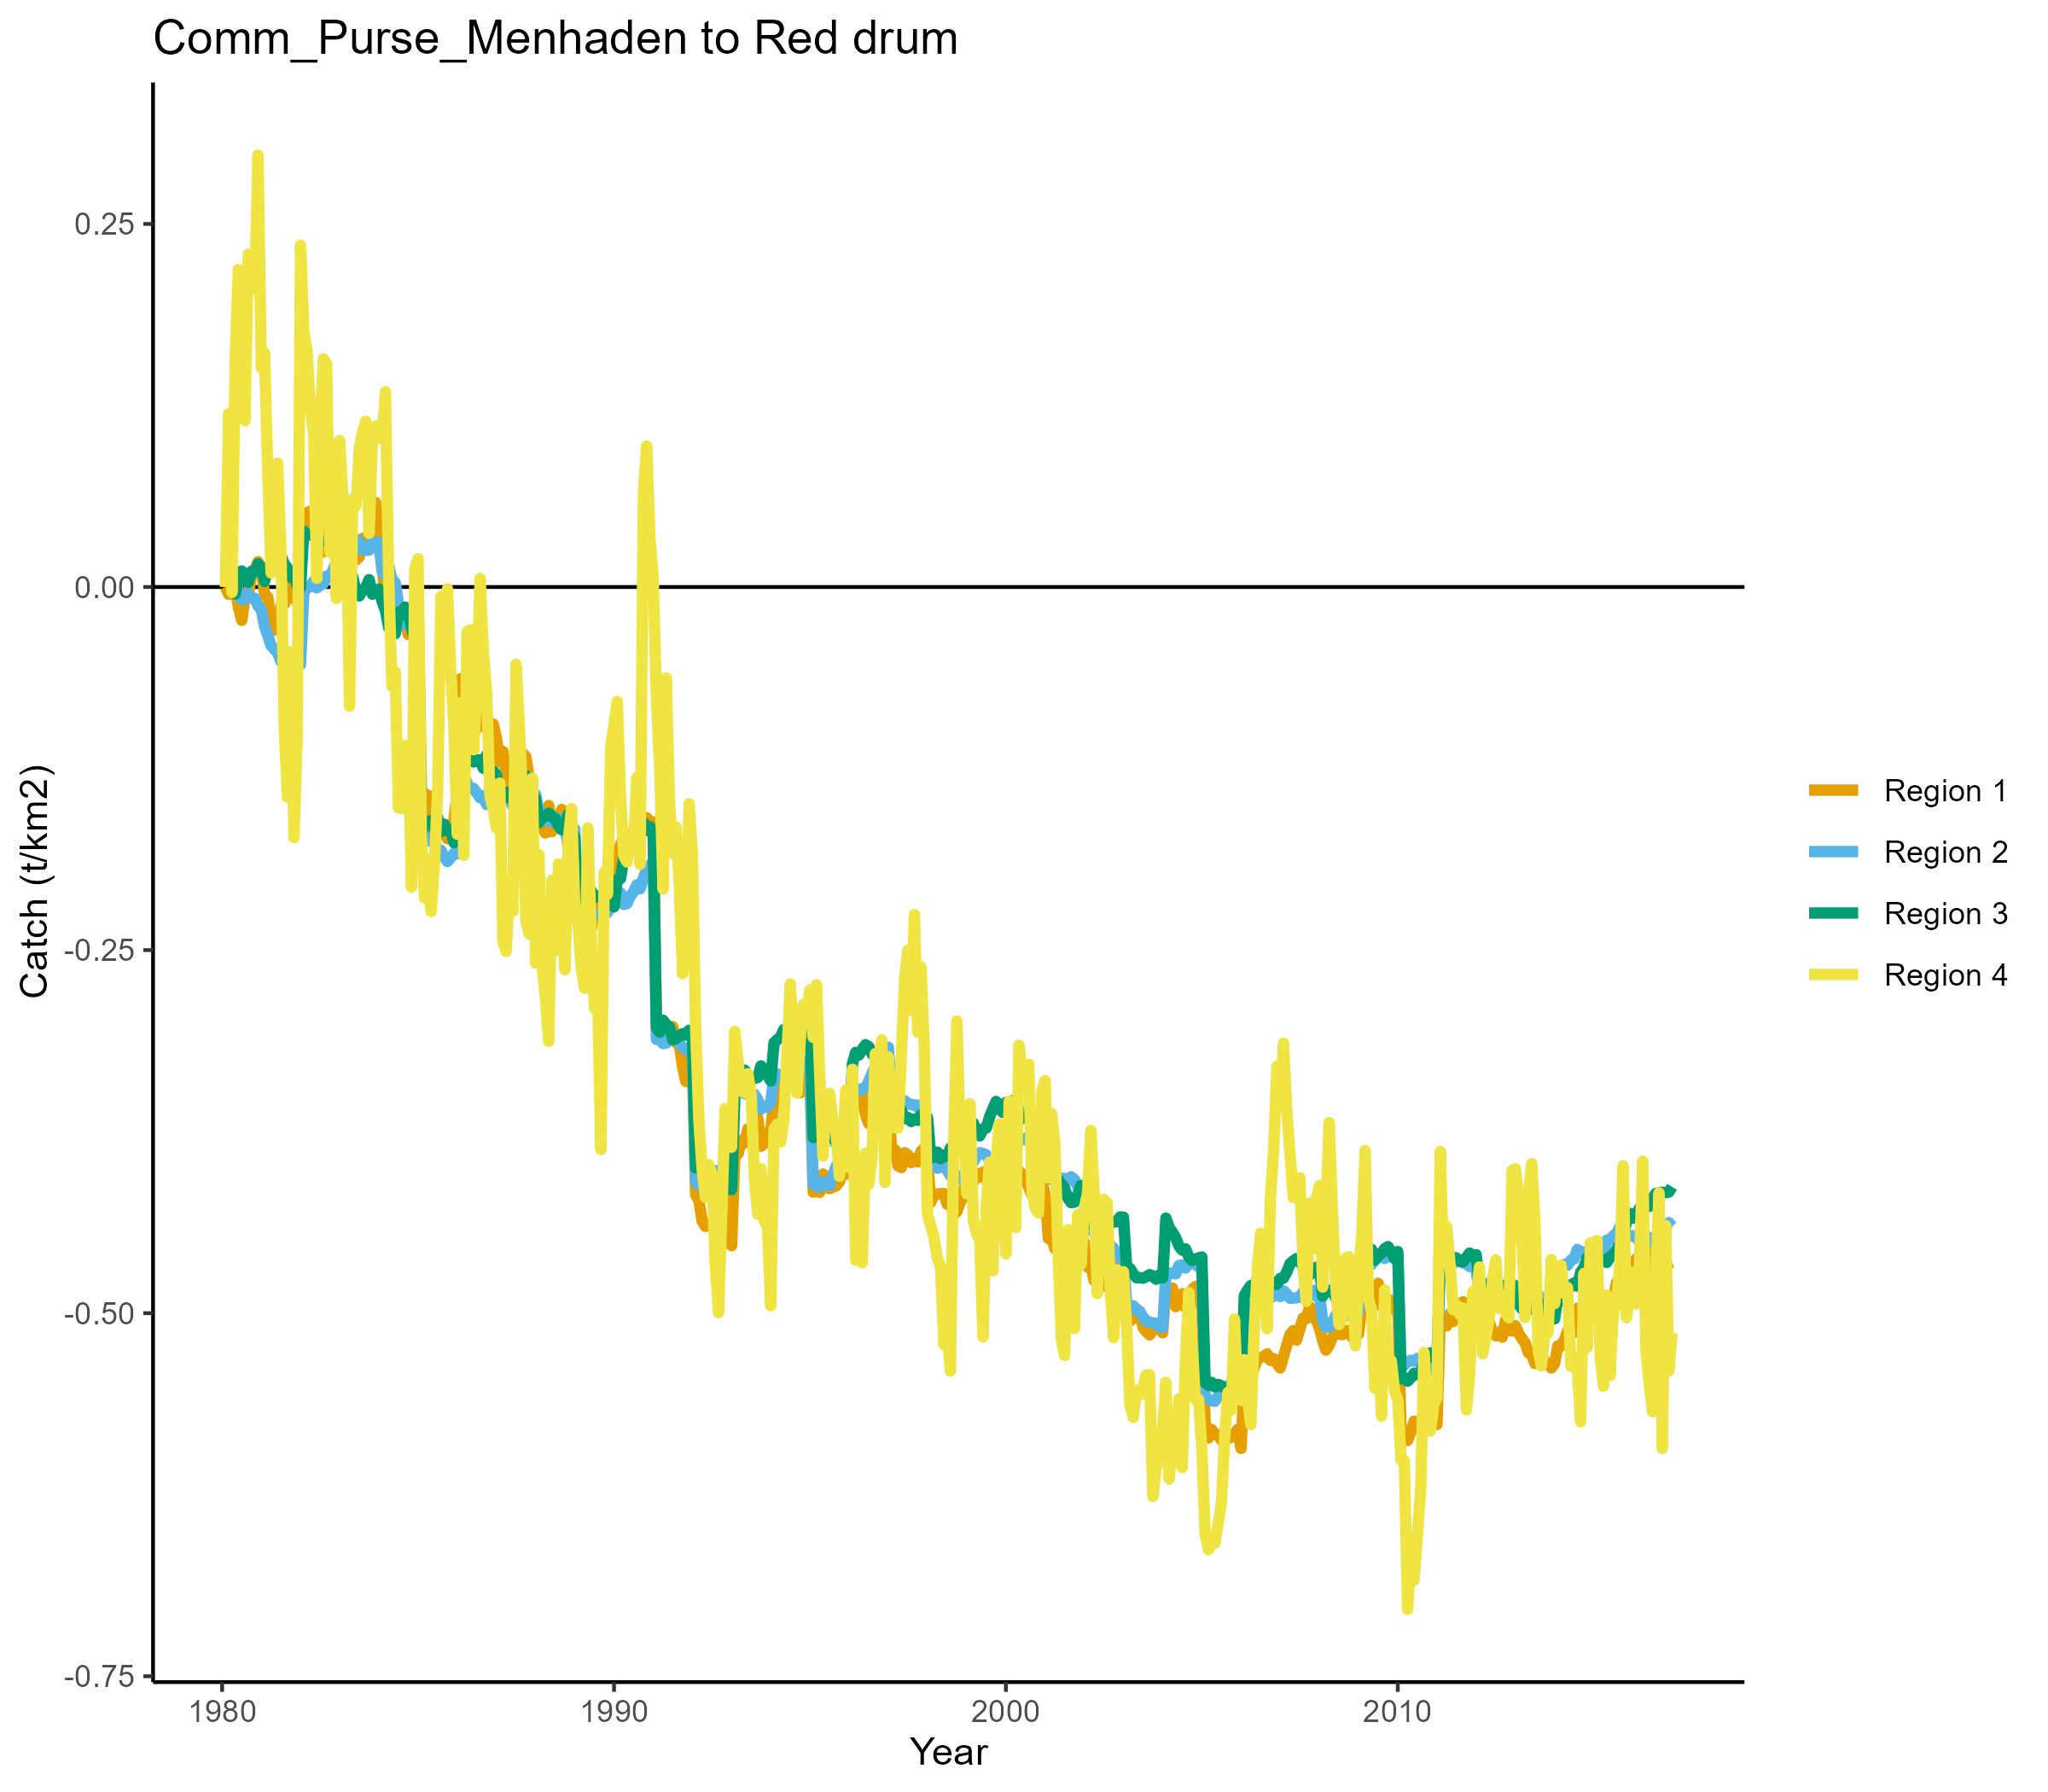 Comm_Purse_Menhaden to Red drum
0.25
0.00
-0.25
-0.50
-0.75
Catch (t/km2)
1980 1990 2000 2010
Year
Region 1
Region 2
Region 3
Region 4